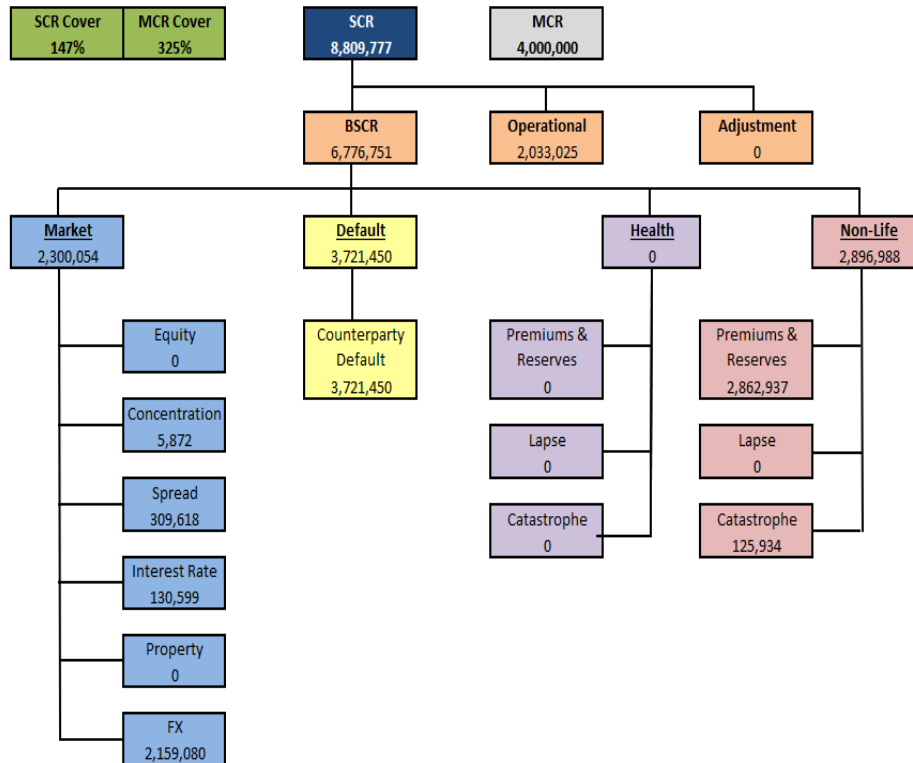 SCR Cover
147%
MCR Cover
325%
SCR
8,809,777
MCR
4,000,000
BSCR
6,776,751
Operational
2,033,025
Adjustment
0
Market
2,300,054
Default
3,721,450
Health
0
Non-Life
2,896,988
Equity
0
Concentration
5,872
Spread
309,618
Interest Rate
130,599
Property
0
FX
2,159,080
Counterparty
Default
3,721,450
Premiums &
Reserves
0
Lapse
0
Catastrophe
0
Premiums &
Reserves
2,862,937
Lapse
0
Catastrophe
125,934